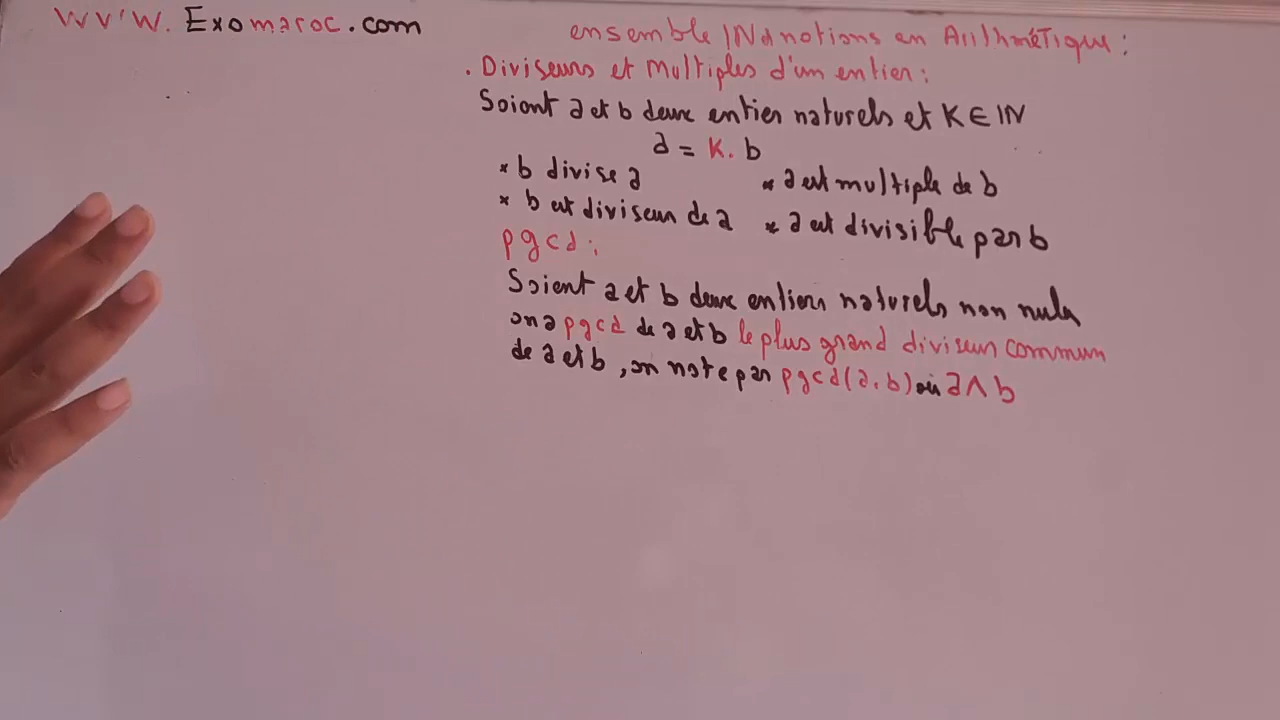 www.Exomaroc.com
ensemble IN et notions en Arithmétique :
. Diviseurs et Multiples d'un entier :
Soient a et b deux entier naturels et K ∈ IN
a = K. b
* b divise a * a est multiple de b
* b est diviseur de a * a est divisible par b
pgcd :
Soient a et b deux entiers naturels non nuls
on a pgcd de a et b le plus grand diviseur commun
de a et b , on note par pgcd(a,b) où a∧b